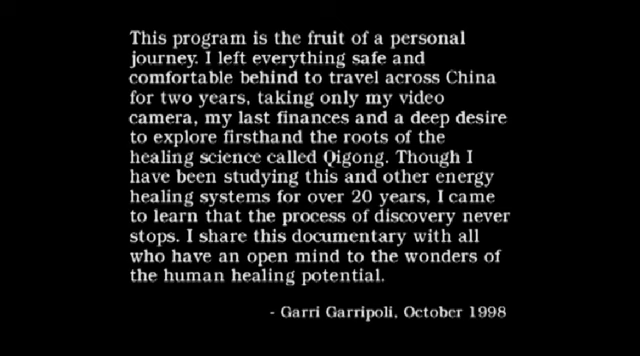 This program is the fruit of a personal
journey. I left everything safe and
comfortable behind to travel across China
for two years, taking only my video
camera, my last finances and a deep desire
to explore firsthand the roots of the
healing science called Qigong. Though I
have been studying this and other energy
healing systems for over 20 years, I came
to learn that the process of discovery never
stops. I share this documentary with all
who have an open mind to the wonders of
the human healing potential.
- Garri Garripoli, October 1998